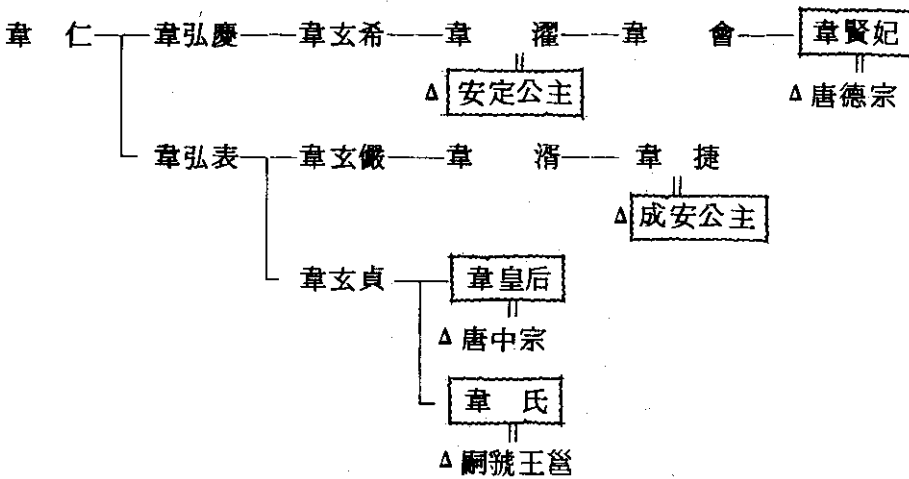 韋仁 韋弘慶 韋玄希 韋濯 韋會 韋賢妃
Δ 安定公主 Δ 唐德宗
韋弘表 韋玄儼 韋湑 韋捷
Δ 成安公主
韋玄貞 韋皇后
Δ 唐中宗
韋氏
Δ 嗣虢王邕